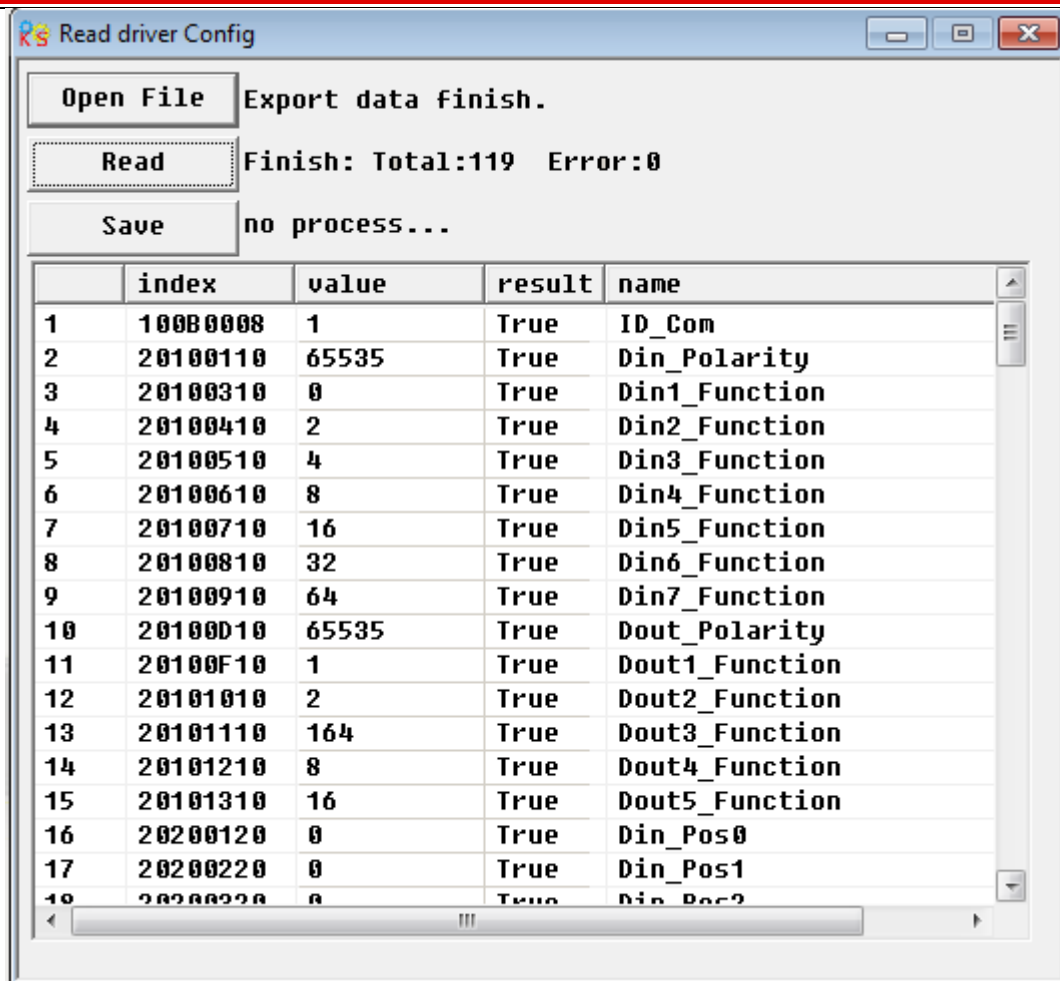 Read driver Config
Open File Export data finish.
Read Finish: Total:119 Error:0
Save no process...
index value result name
1 100B0008 1 True ID_Com
2 20100110 65535 True Din_Polarity
3 20100310 0 True Din1_Function
4 20100410 2 True Din2_Function
5 20100510 4 True Din3_Function
6 20100610 8 True Din4_Function
7 20100710 16 True Din5_Function
8 20100810 32 True Din6_Function
9 20100910 64 True Din7_Function
10 20100D10 65535 True Dout_Polarity
11 20100F10 1 True Dout1_Function
12 20101010 2 True Dout2_Function
13 20101110 164 True Dout3_Function
14 20101210 8 True Dout4_Function
15 20101310 16 True Dout5_Function
16 20200120 0 True Din_Pos0
17 20200220 0 True Din_Pos1
18 20200320 0 True Din_Pos2